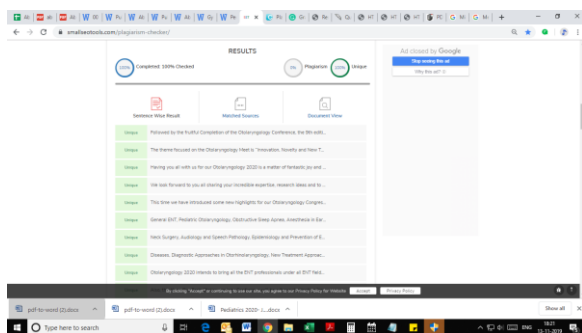 smallseotools.com/plagiarism-checker/
RESULTS
100% Completed: 100% Checked
0% Plagiarism 100% Unique
Sentence Wise Result Matched Sources Document View
Unique Followed by the Fruitful Completion of the Otolaryngology Conference, the 8th editi...
Unique The theme focused on the Otolaryngology Meet is "Innovation, Novelty and New T...
Unique Having you all with us for our Otolaryngology 2020 is a matter of fantastic joy and ...
Unique We look forward to you all sharing your incredible expertise, research ideas and to ...
Unique This time we have introduced some new highlights for our Otolaryngology Congres...
Unique General ENT, Pediatric Otolaryngology, Obstructive Sleep Apnea, Anesthesia in Ear...
Unique Neck Surgery, Audiology and Speech Pathology, Epidemiology and Prevention of E...
Unique Diseases, Diagnostic Approaches in Otorhinolaryngology, New Treatment Approac...
Unique Otolaryngology 2020 intends to bring all the ENT professionals under all ENT field...
Ad closed by Google
Stop seeing this ad
Why this ad?
By clicking "Accept" or continuing to use our site, you agree to our Privacy Policy for Website Accept Privacy Policy
pdf-to-word (2).docx pdf-to-word (2).docx Pediatrics 2020- J....docx Show all
Type here to search ENG 18:21
13-11-2019